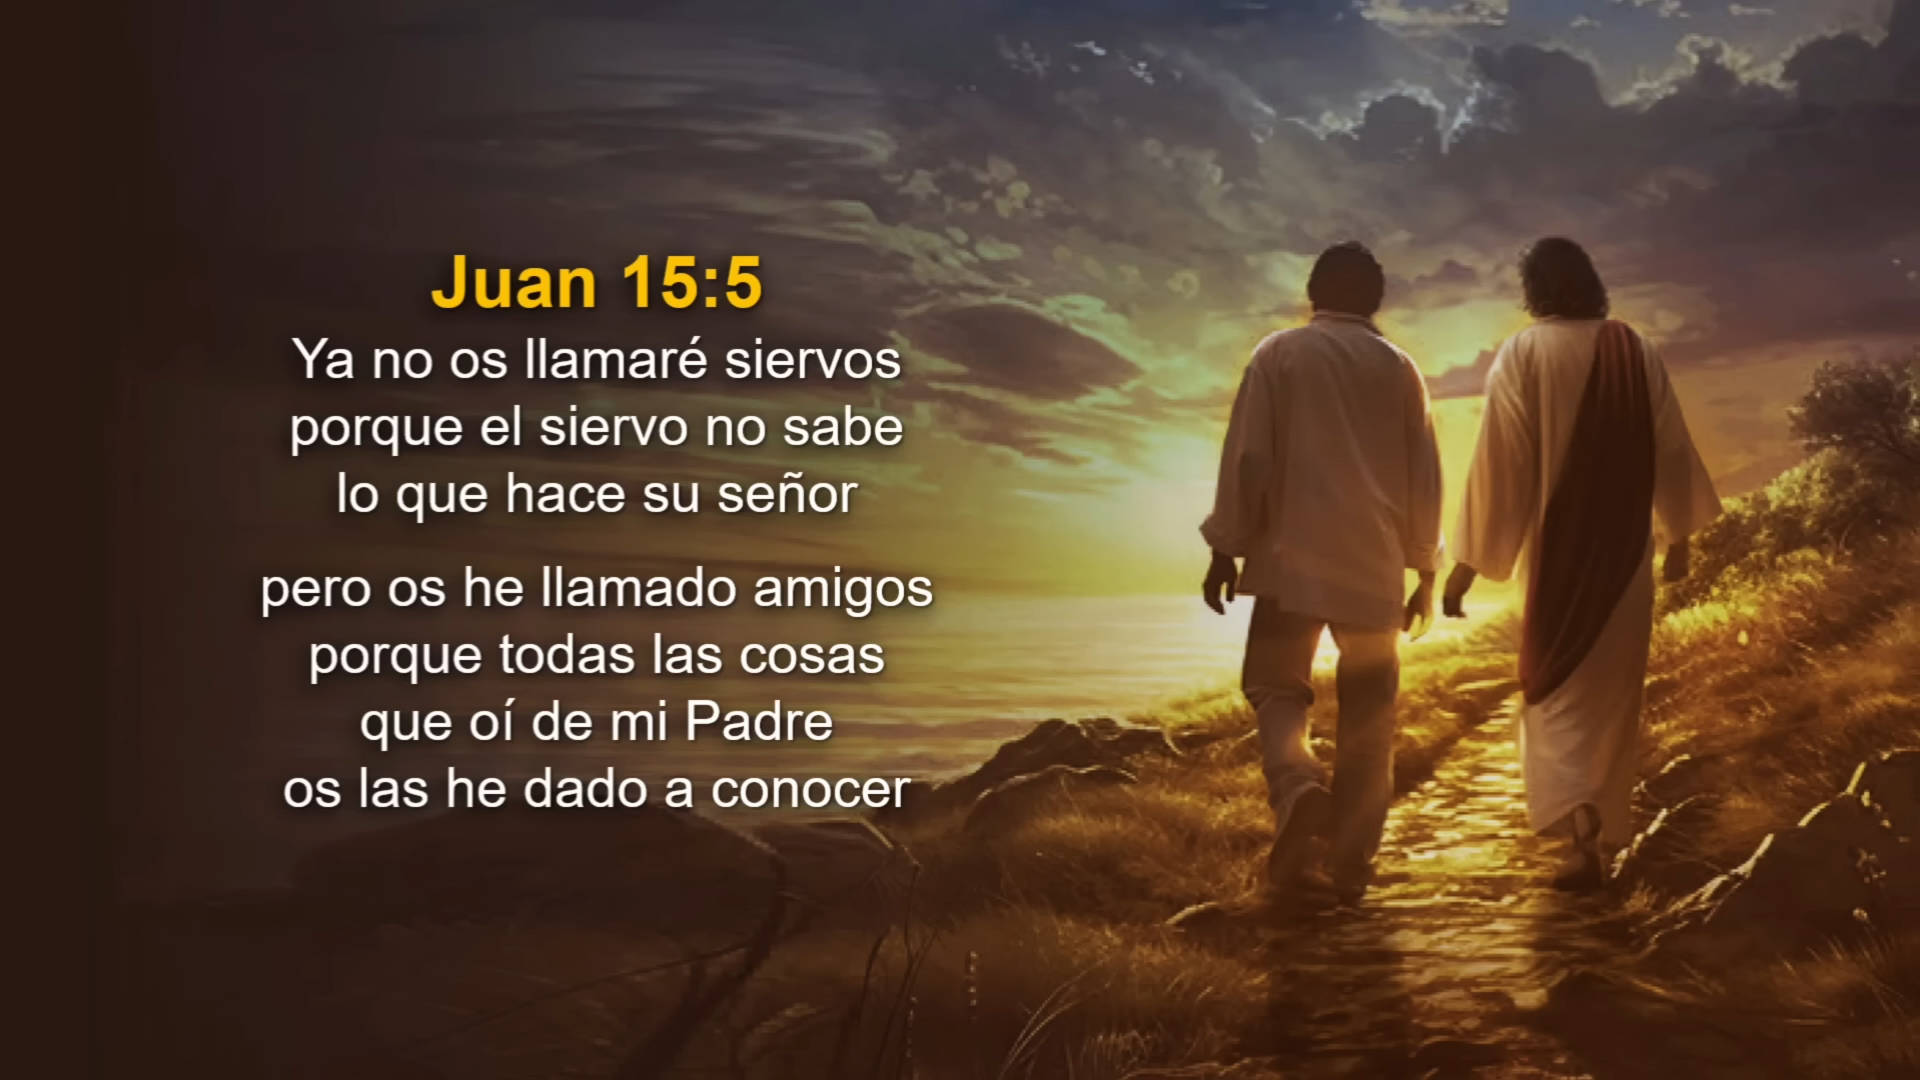 Juan 15:5
Ya no os llamaré siervos
porque el siervo no sabe
lo que hace su señor
pero os he llamado amigos
porque todas las cosas
que oí de mi Padre
os las he dado a conocer